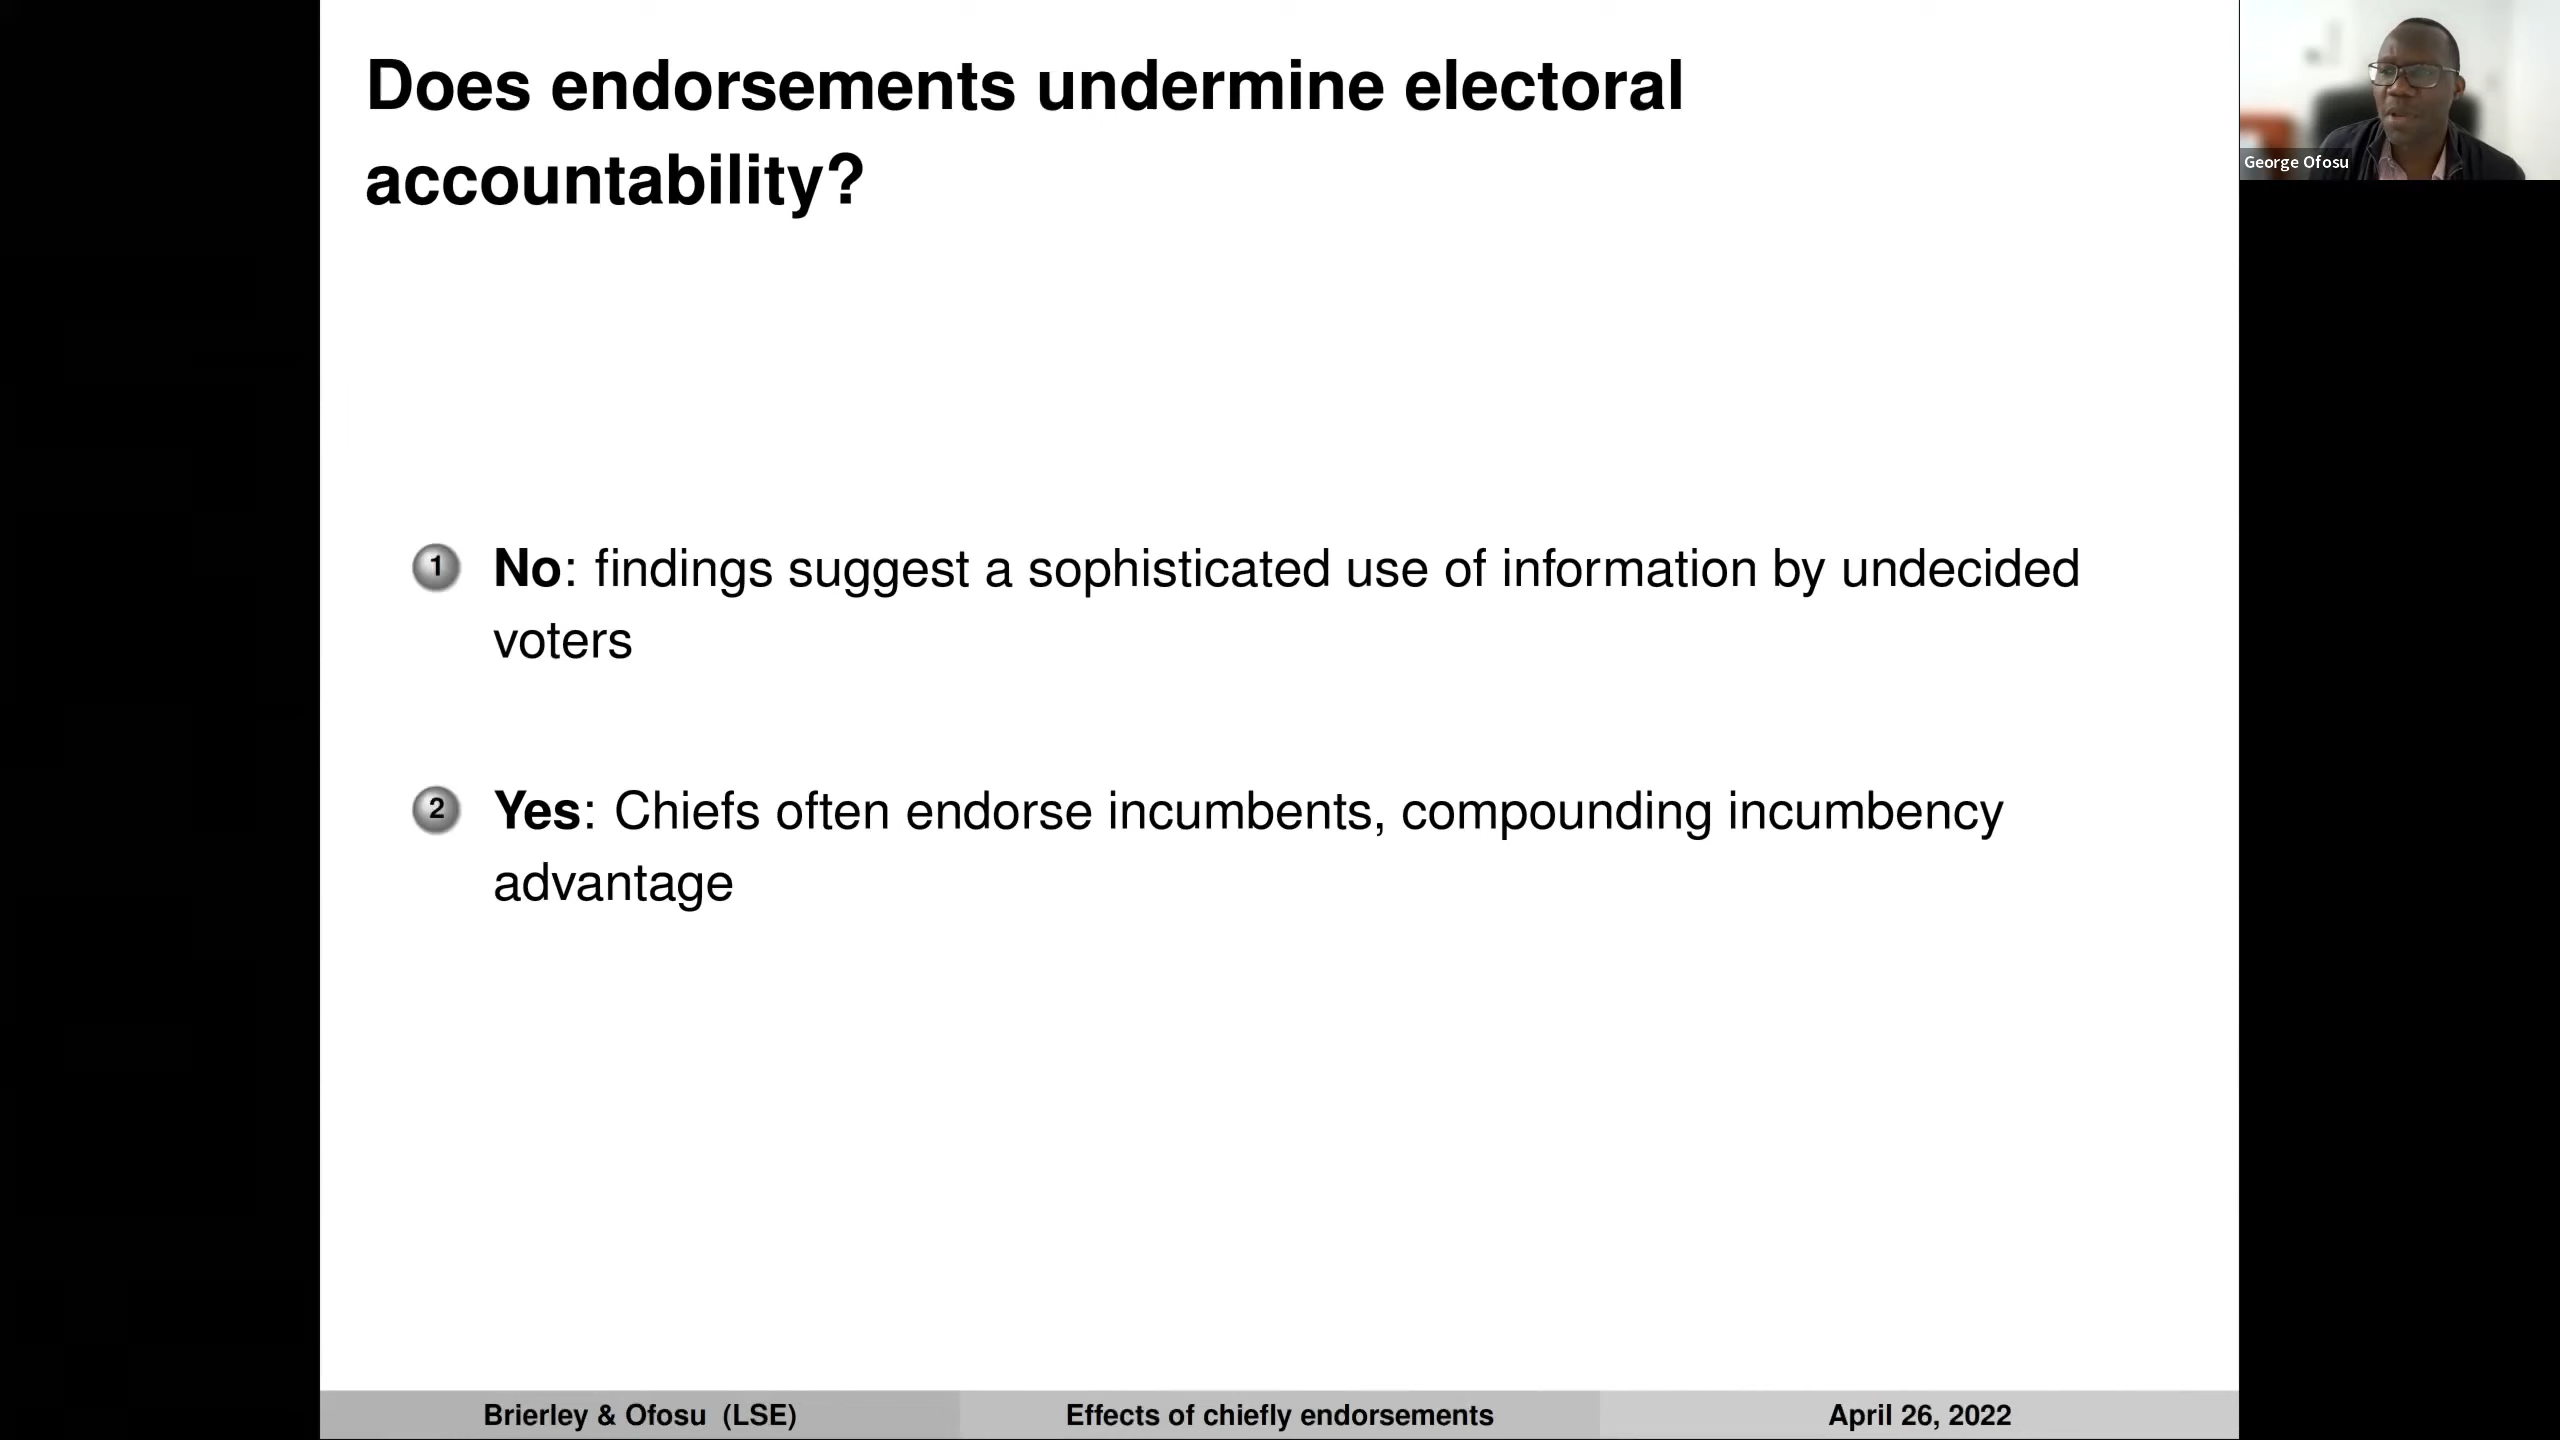 Does endorsements undermine electoral
accountability?
George Ofosu
1 No: findings suggest a sophisticated use of information by undecided
voters
2 Yes: Chiefs often endorse incumbents, compounding incumbency
advantage
Brierley & Ofosu (LSE)
Effects of chiefly endorsements
April 26, 2022